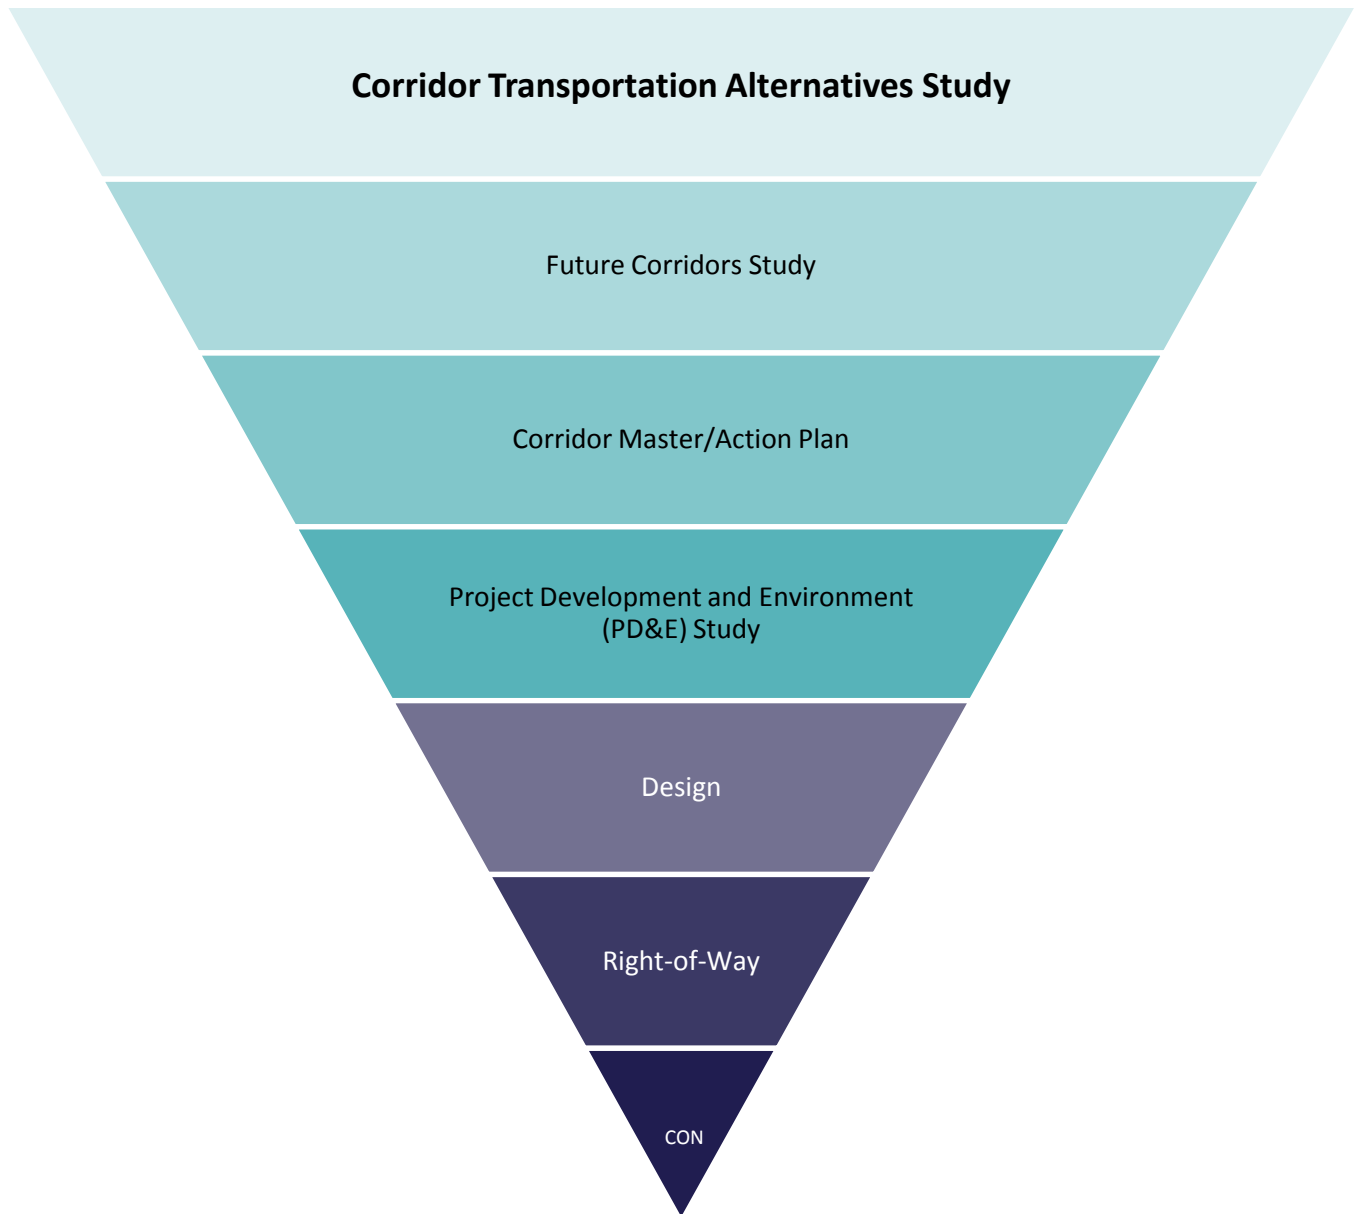 Corridor Transportation Alternatives Study
Future Corridors Study
Corridor Master/Action Plan
Project Development and Environment
(PD&E) Study
Design
Right-of-Way
CON